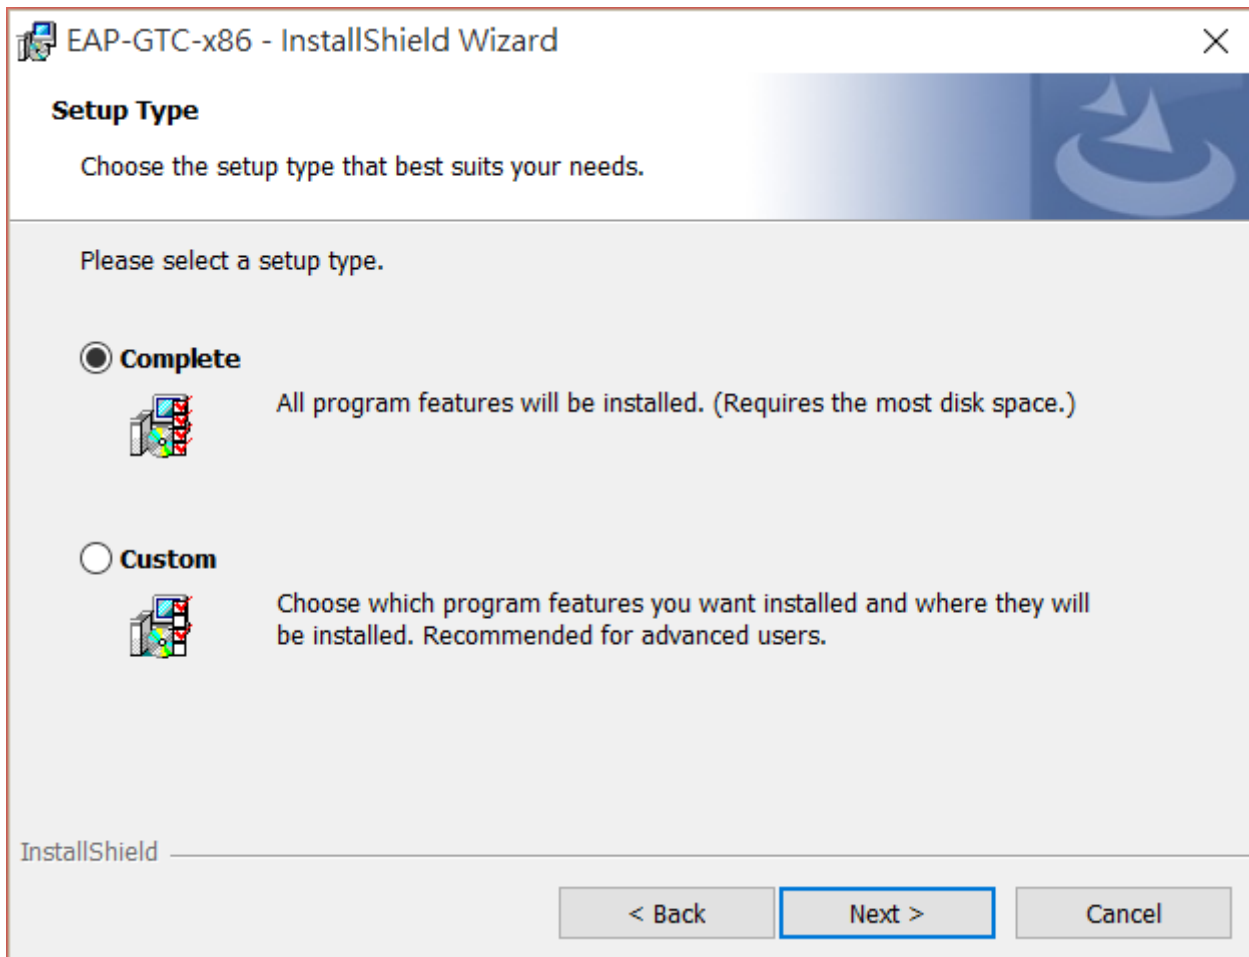 EAP-GTC-x86 - InstallShield Wizard
Setup Type
Choose the setup type that best suits your needs.
Please select a setup type.
Complete
All program features will be installed. (Requires the most disk space.)
Custom
Choose which program features you want installed and where they will
be installed. Recommended for advanced users.
InstallShield
< Back
Next >
Cancel